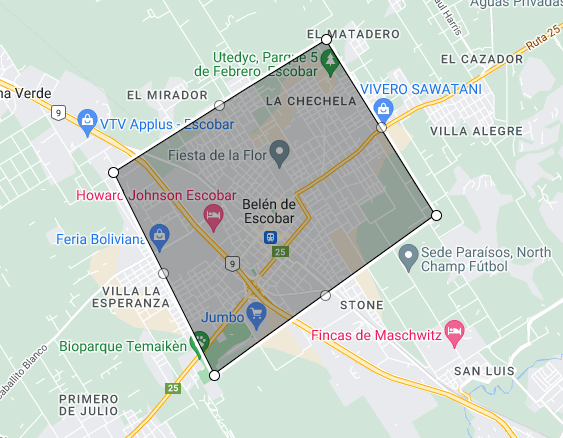 Aguas Privadas
ul Harris
EL MATADERO
Ruta 25
Utedyc, Parque 5
de Febrero, Escobar
EL CAZADOR
na Verde
EL MIRADOR
LA CHECHELA
VIVERO SAWATANI
9
VTV Applus - Escobar
VILLA ALEGRE
Fiesta de la Flor
Howard Johnson Escobar
Belén de
Escobar
Feria Boliviana
25
Sede Paraísos, North
Champ Fútbol
9
VILLA LA
ESPERANZA
STONE
Jumbo
Fincas de Maschwitz
Bioparque Temaikèn
Caballito Blanco
SAN LUIS
25
PRIMERO
DE JULIO